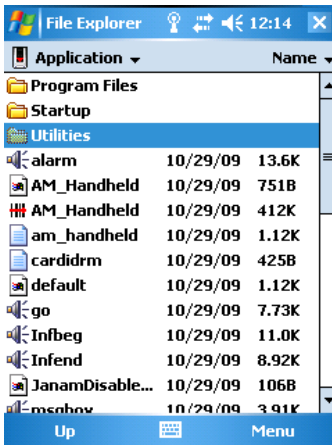 File Explorer 12:14
Application Name
Program Files
Startup
Utilities
alarm 10/29/09 13.6K
AM_Handheld 10/29/09 751B
AM_Handheld 10/29/09 412K
am_handheld 10/29/09 1.12K
cardidrm 10/29/09 425B
default 10/29/09 1.12K
go 10/29/09 7.73K
Infbeg 10/29/09 11.0K
Infend 10/29/09 8.92K
JanamDisable... 10/29/09 106B
msgbox 10/29/09 3.91K
Up Menu